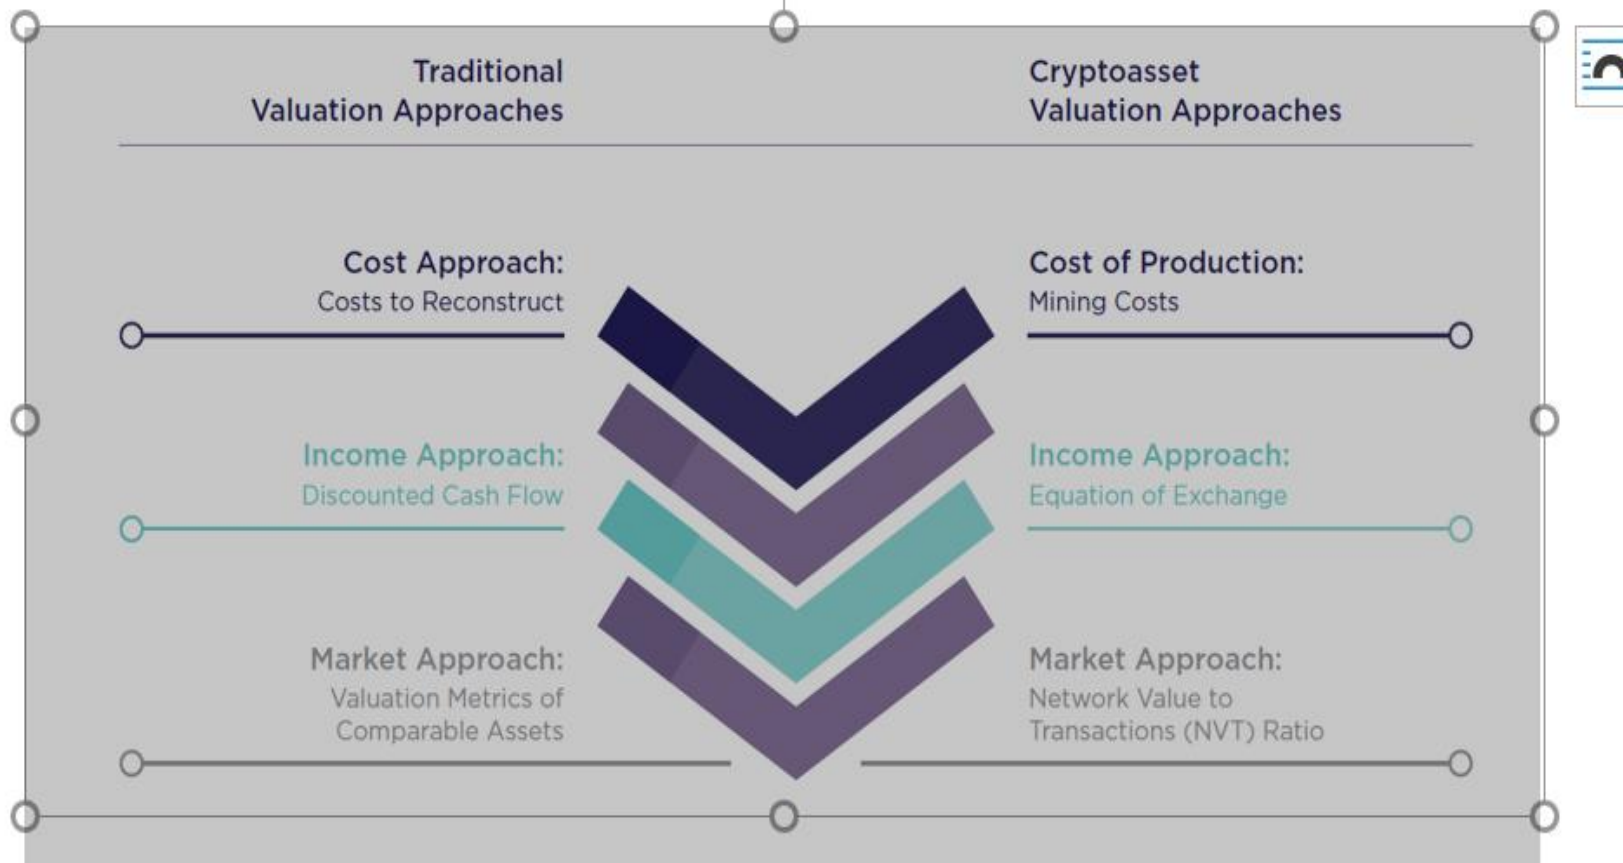 Traditional
Valuation Approaches
Cryptoasset
Valuation Approaches
Cost Approach:
Costs to Reconstruct
Cost of Production:
Mining Costs
Income Approach:
Discounted Cash Flow
Income Approach:
Equation of Exchange
Market Approach:
Valuation Metrics of
Comparable Assets
Market Approach:
Network Value to
Transactions (NVT) Ratio